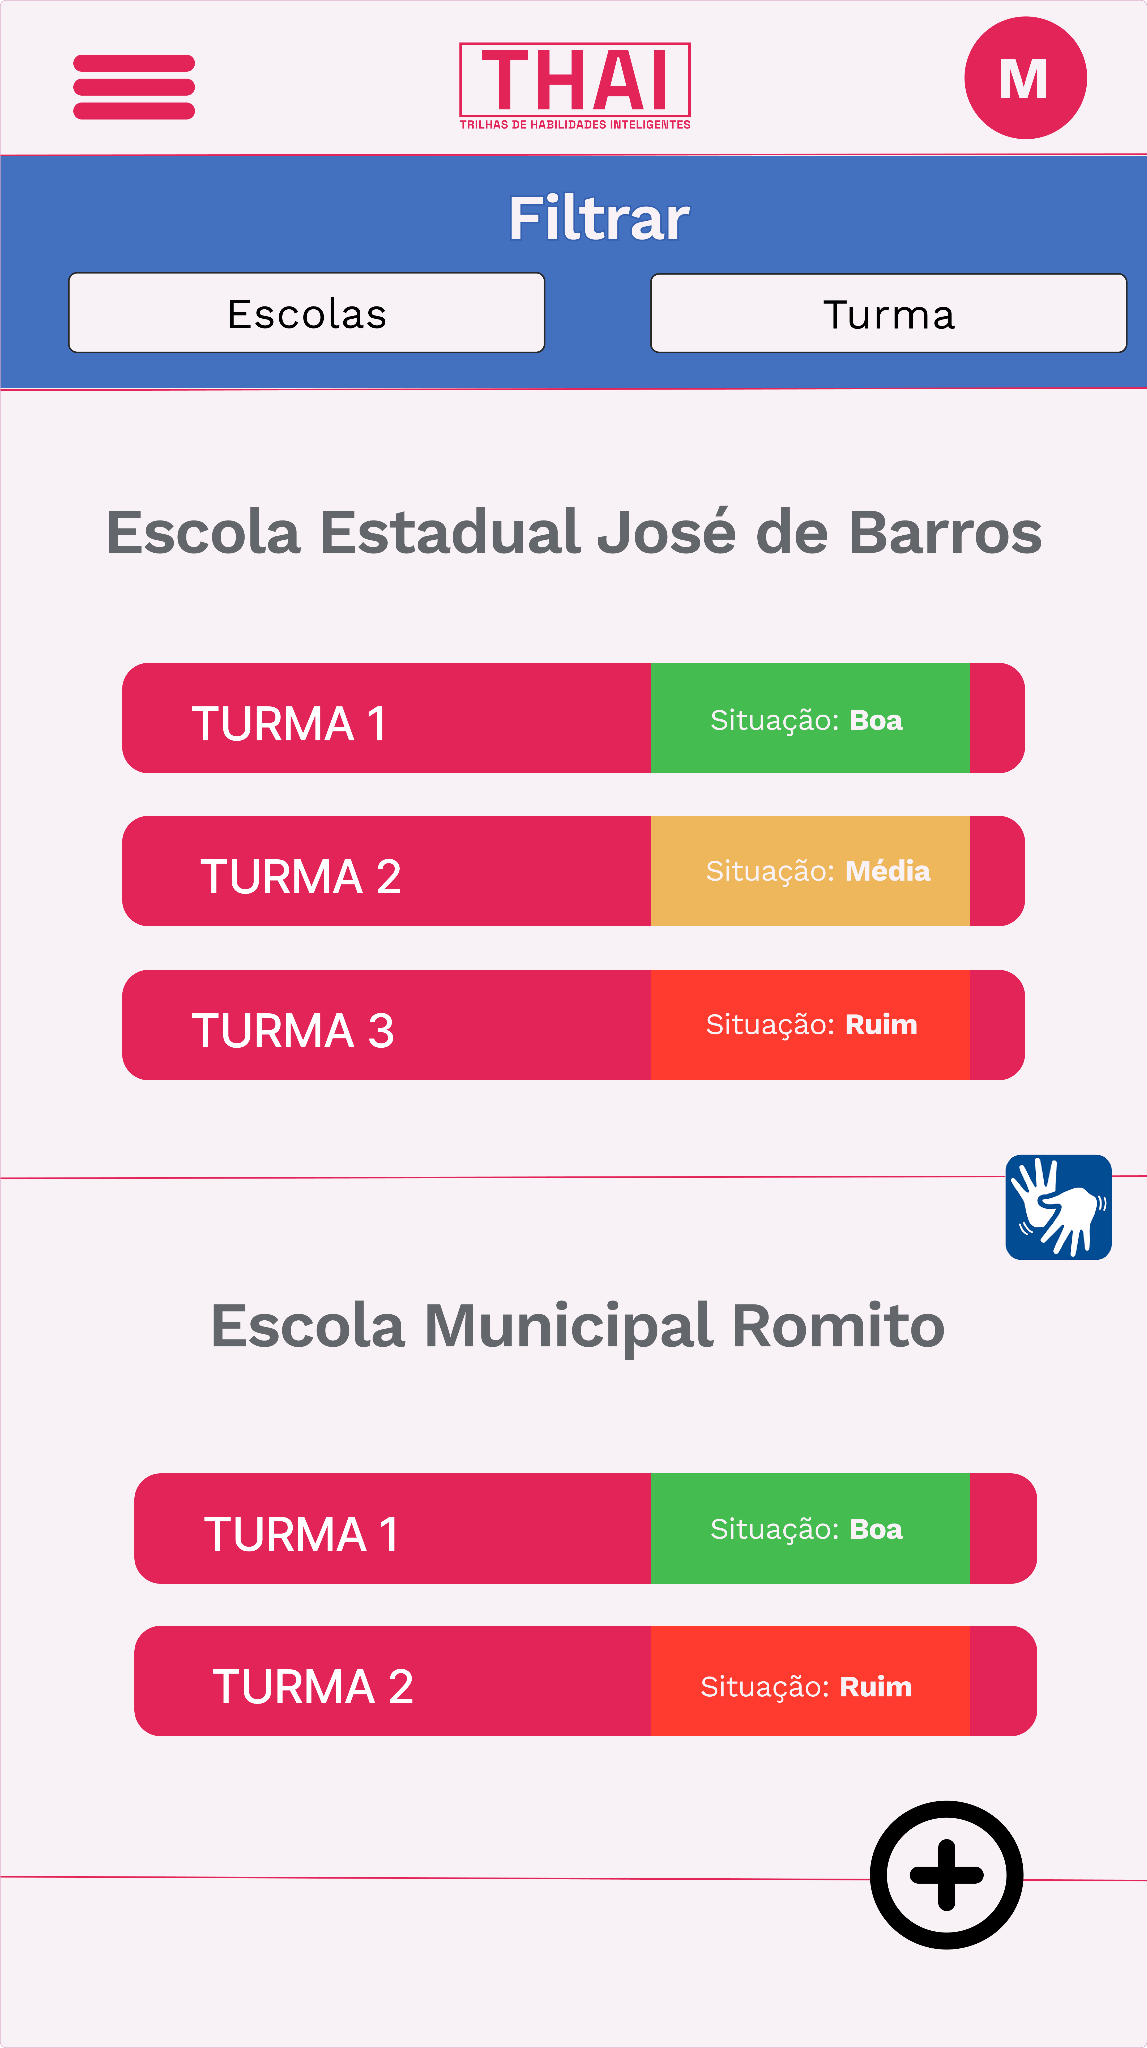 THAI
TRILHAS DE HABILIDADES INTELIGENTES
M
Filtrar
Escolas
Turma
Escola Estadual José de Barros
TURMA 1
Situação: Boa
TURMA 2
Situação: Média
TURMA 3
Situação: Ruim
Escola Municipal Romito
TURMA 1
Situação: Boa
TURMA 2
Situação: Ruim